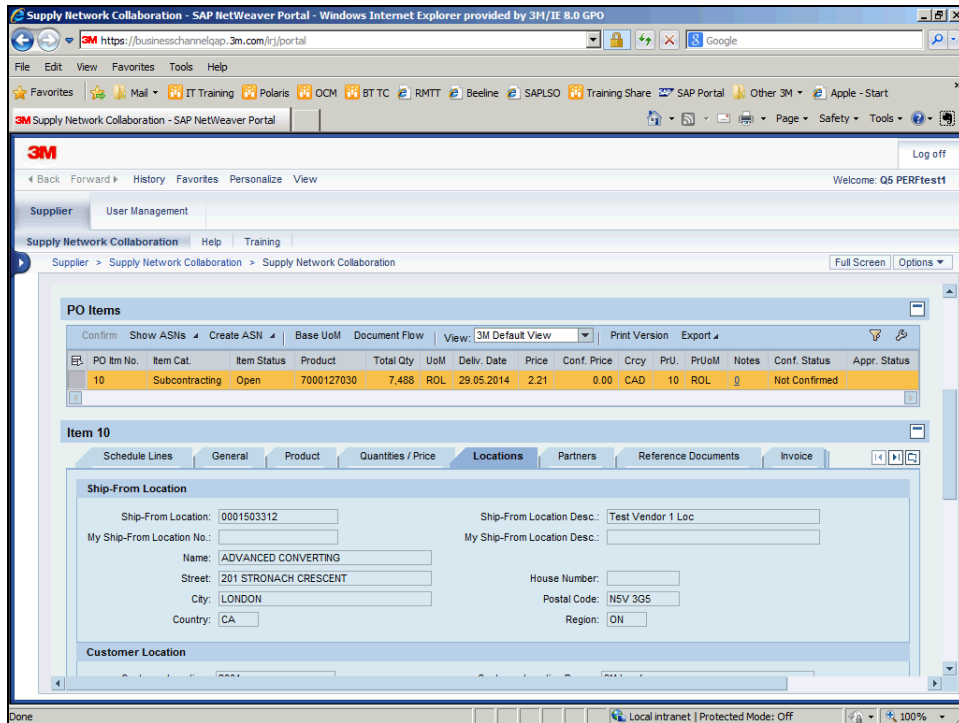 Supply Network Collaboration - SAP NetWeaver Portal - Windows Internet Explorer provided by 3M/IE 8.0 GPO
3M https://businesschannelqap.3m.com/irj/portal
Google
File Edit View Favorites Tools Help
Favorites Mail IT Training Polaris OCM BT TC RMTT Beeline SAPLSO Training Share SAP Portal Other 3M Apple - Start
3M Supply Network Collaboration - SAP NetWeaver Portal Page Safety Tools
3M Log off
Back Forward History Favorites Personalize View Welcome: Q5 PERFtest1
Supplier User Management
Supply Network Collaboration Help Training
Supplier > Supply Network Collaboration > Supply Network Collaboration Full Screen Options
PO Items
Confirm Show ASNs Create ASN Base UoM Document Flow View: 3M Default View Print Version Export
PO Itm No. Item Cat. Item Status Product Total Qty UoM Deliv. Date Price Conf. Price Crcy PrU. PrUoM Notes Conf. Status Appr. Status
10 Subcontracting Open 7000127030 7,488 ROL 29.05.2014 2.21 0.00 CAD 10 ROL 0 Not Confirmed
Item 10
Schedule Lines General Product Quantities / Price Locations Partners Reference Documents Invoice
Ship-From Location
Ship-From Location: 0001503312 Ship-From Location Desc.: Test Vendor 1 Loc
My Ship-From Location No.: My Ship-From Location Desc.:
Name: ADVANCED CONVERTING
Street: 201 STRONACH CRESCENT House Number:
City: LONDON Postal Code: N5V 3G5
Country: CA Region: ON
Customer Location
Done Local intranet | Protected Mode: Off 100%